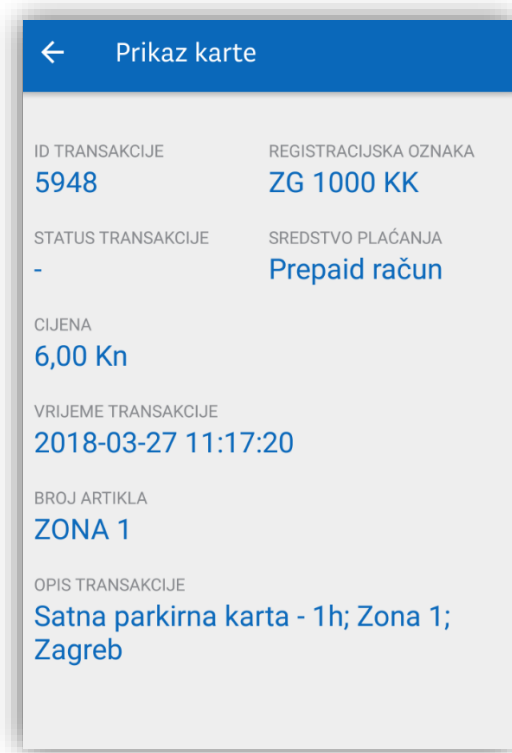 Prikaz karte
ID TRANSAKCIJE
5948
REGISTRACIJSKA OZNAKA
ZG 1000 KK
STATUS TRANSAKCIJE
-
SREDSTVO PLAĆANJA
Prepaid račun
CIJENA
6,00 Kn
VRIJEME TRANSAKCIJE
2018-03-27 11:17:20
BROJ ARTIKLA
ZONA 1
OPIS TRANSAKCIJE
Satna parkirna karta - 1h; Zona 1;
Zagreb